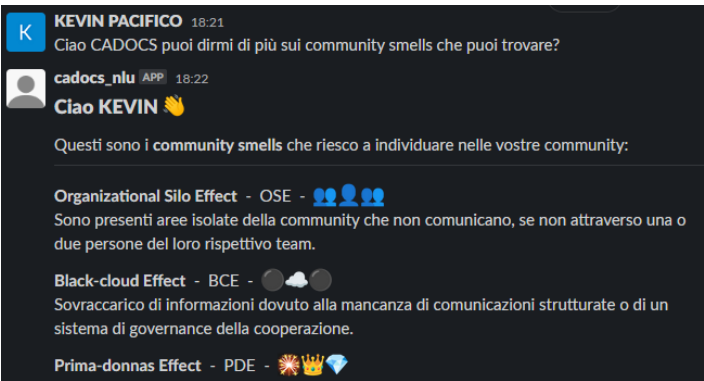 K
KEVIN PACIFICO 18:21
Ciao CADOCS puoi dirmi di più sui community smells che puoi trovare?
cadocs_nlu APP 18:22
Ciao KEVIN 👋
Questi sono i community smells che riesco a individuare nelle vostre community:
Organizational Silo Effect - OSE - 👥👤👥
Sono presenti aree isolate della community che non comunicano, se non attraverso una o
due persone del loro rispettivo team.
Black-cloud Effect - BCE - ⚫☁️⚫
Sovraccarico di informazioni dovuto alla mancanza di comunicazioni strutturate o di un
sistema di governance della cooperazione.
Prima-donnas Effect - PDE - 🎇👑💎